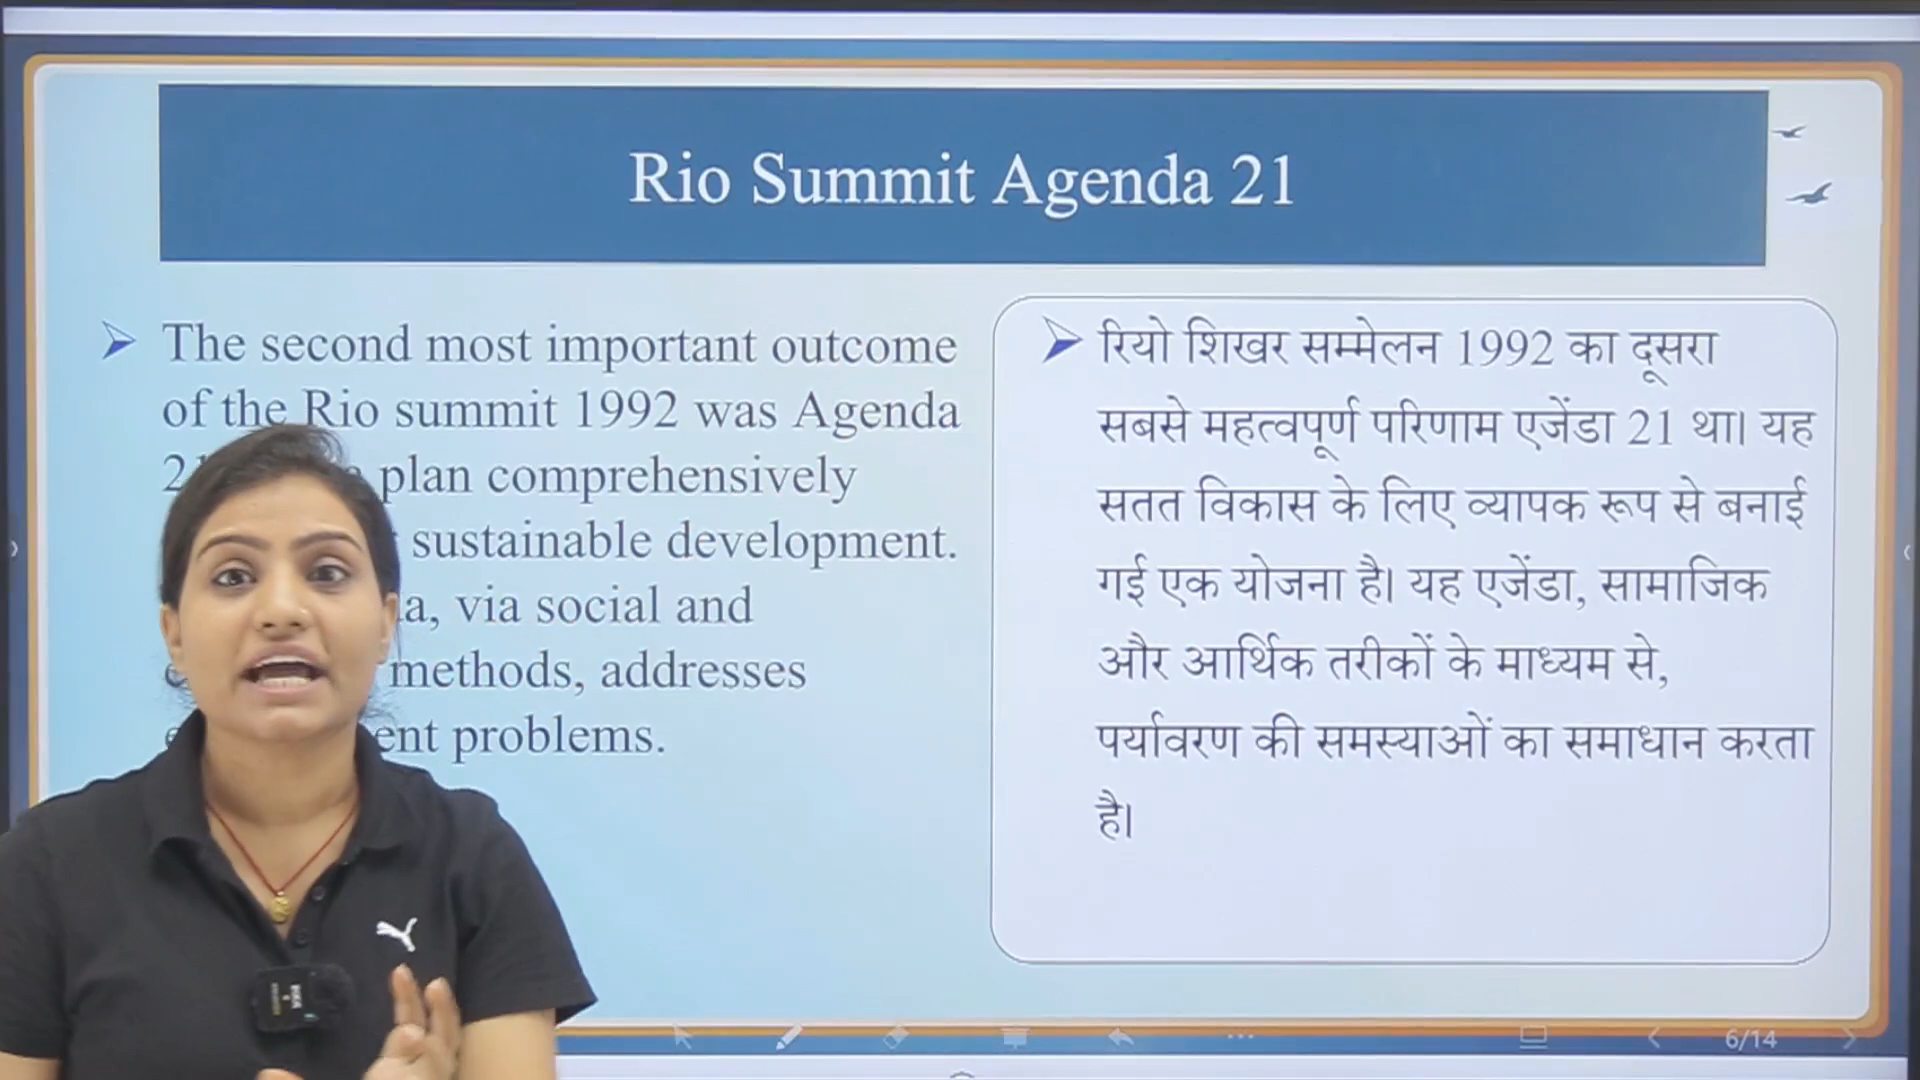 Rio Summit Agenda 21
The second most important outcome
of the Rio summit 1992 was Agenda
plan comprehensively
sustainable development.
via social and
methods, addresses
problems.
रियो शिखर सम्मेलन 1992 का दूसरा
सबसे महत्वपूर्ण परिणाम एजेंडा 21 था। यह
सतत विकास के लिए व्यापक रूप से बनाई
गई एक योजना है। यह एजेंडा, सामाजिक
और आर्थिक तरीकों के माध्यम से,
पर्यावरण की समस्याओं का समाधान करता
है।
6/14